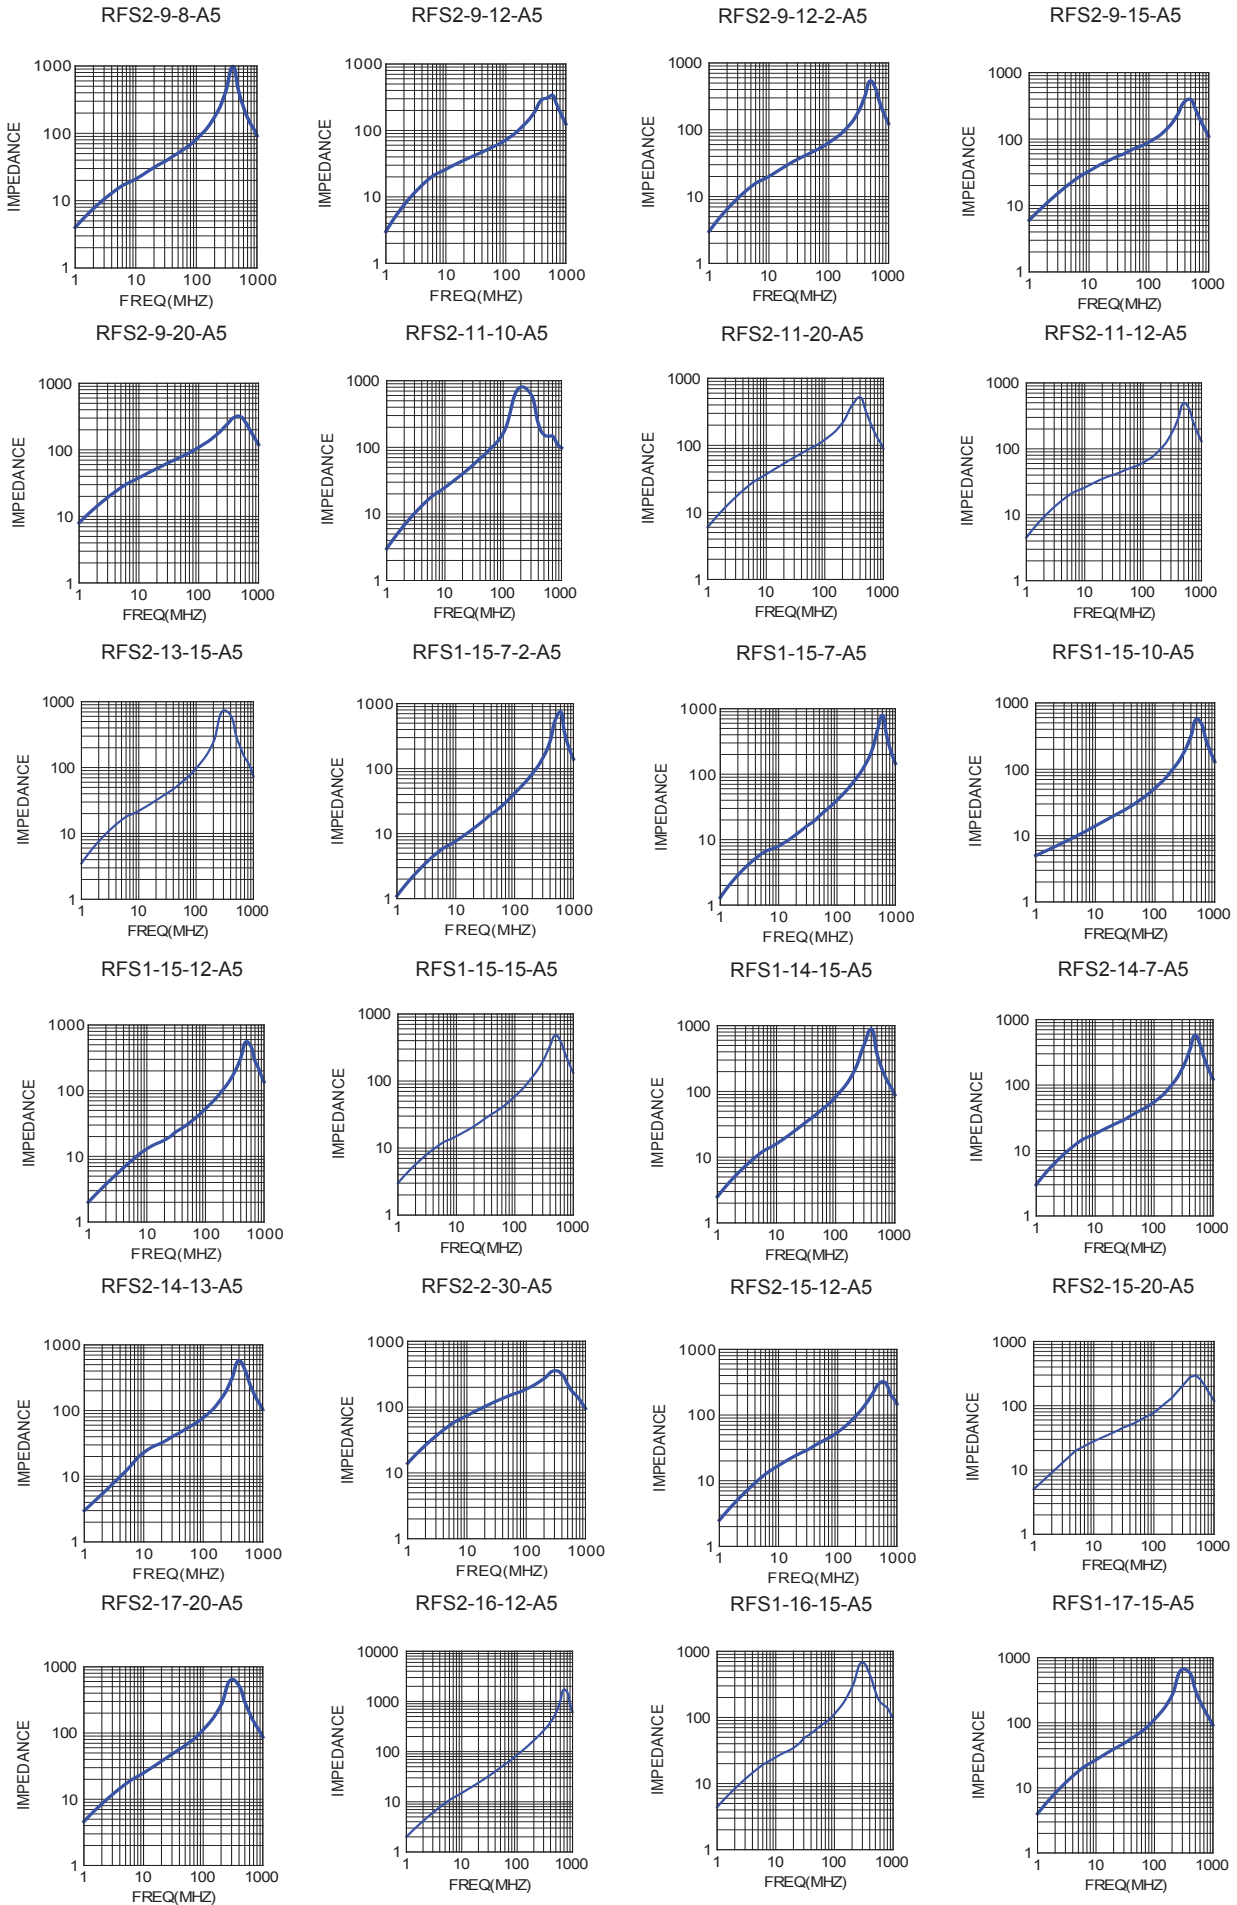 RFS2-9-8-A5 RFS2-9-12-A5 RFS2-9-12-2-A5 RFS2-9-15-A5
1000 1000 1000 1000
100 100 100 100
10 10 10 10
1 1 1 1
IMPEDANCE IMPEDANCE IMPEDANCE IMPEDANCE
1 10 100 1000 1 10 100 1000 1 10 100 1000 1 10 100 1000
FREQ(MHZ) FREQ(MHZ) FREQ(MHZ) FREQ(MHZ)
RFS2-9-20-A5 RFS2-11-10-A5 RFS2-11-20-A5 RFS2-11-12-A5
1000 1000 1000 1000
100 100 100 100
10 10 10 10
1 1 1 1
IMPEDANCE IMPEDANCE IMPEDANCE IMPEDANCE
1 10 100 1000 1 10 100 1000 1 10 100 1000 1 10 100 1000
FREQ(MHZ) FREQ(MHZ) FREQ(MHZ) FREQ(MHZ)
RFS2-13-15-A5 RFS1-15-7-2-A5 RFS1-15-7-A5 RFS1-15-10-A5
1000 1000 1000 1000
100 100 100 100
10 10 10 10
1 1 1 1
IMPEDANCE IMPEDANCE IMPEDANCE IMPEDANCE
1 10 100 1000 1 10 100 1000 1 10 100 1000 1 10 100 1000
FREQ(MHZ) FREQ(MHZ) FREQ(MHZ) FREQ(MHZ)
RFS1-15-12-A5 RFS1-15-15-A5 RFS1-14-15-A5 RFS2-14-7-A5
1000 1000 1000 1000
100 100 100 100
10 10 10 10
1 1 1 1
IMPEDANCE IMPEDANCE IMPEDANCE IMPEDANCE
1 10 100 1000 1 10 100 1000 1 10 100 1000 1 10 100 1000
FREQ(MHZ) FREQ(MHZ) FREQ(MHZ) FREQ(MHZ)
RFS2-14-13-A5 RFS2-2-30-A5 RFS2-15-12-A5 RFS2-15-20-A5
1000 1000 1000 1000
100 100 100 100
10 10 10 10
1 1 1 1
IMPEDANCE IMPEDANCE IMPEDANCE IMPEDANCE
1 10 100 1000 1 10 100 1000 1 10 100 1000 1 10 100 1000
FREQ(MHZ) FREQ(MHZ) FREQ(MHZ) FREQ(MHZ)
RFS2-17-20-A5 RFS2-16-12-A5 RFS1-16-15-A5 RFS1-17-15-A5
1000 10000 1000 1000
100 1000 100 100
10 100 10 10
1 10 1 1
1
IMPEDANCE IMPEDANCE IMPEDANCE IMPEDANCE
1 10 100 1000 1 10 100 1000 1 10 100 1000 1 10 100 1000
FREQ(MHZ) FREQ(MHZ) FREQ(MHZ) FREQ(MHZ)